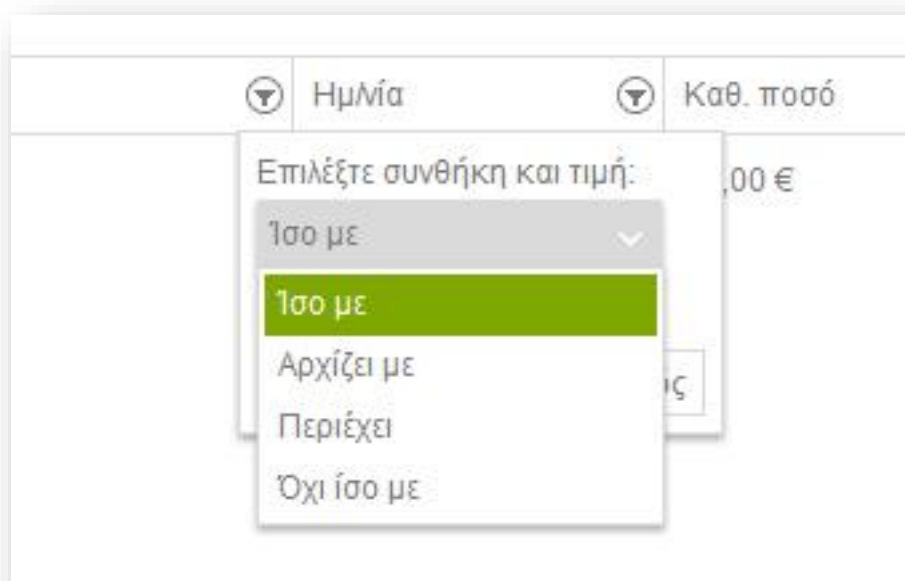 Ημ/νία Καθ. ποσό
Επιλέξτε συνθήκη και τιμή:
,00 €
Ίσο με
Ίσο με
Αρχίζει με
Περιέχει
Όχι ίσο με